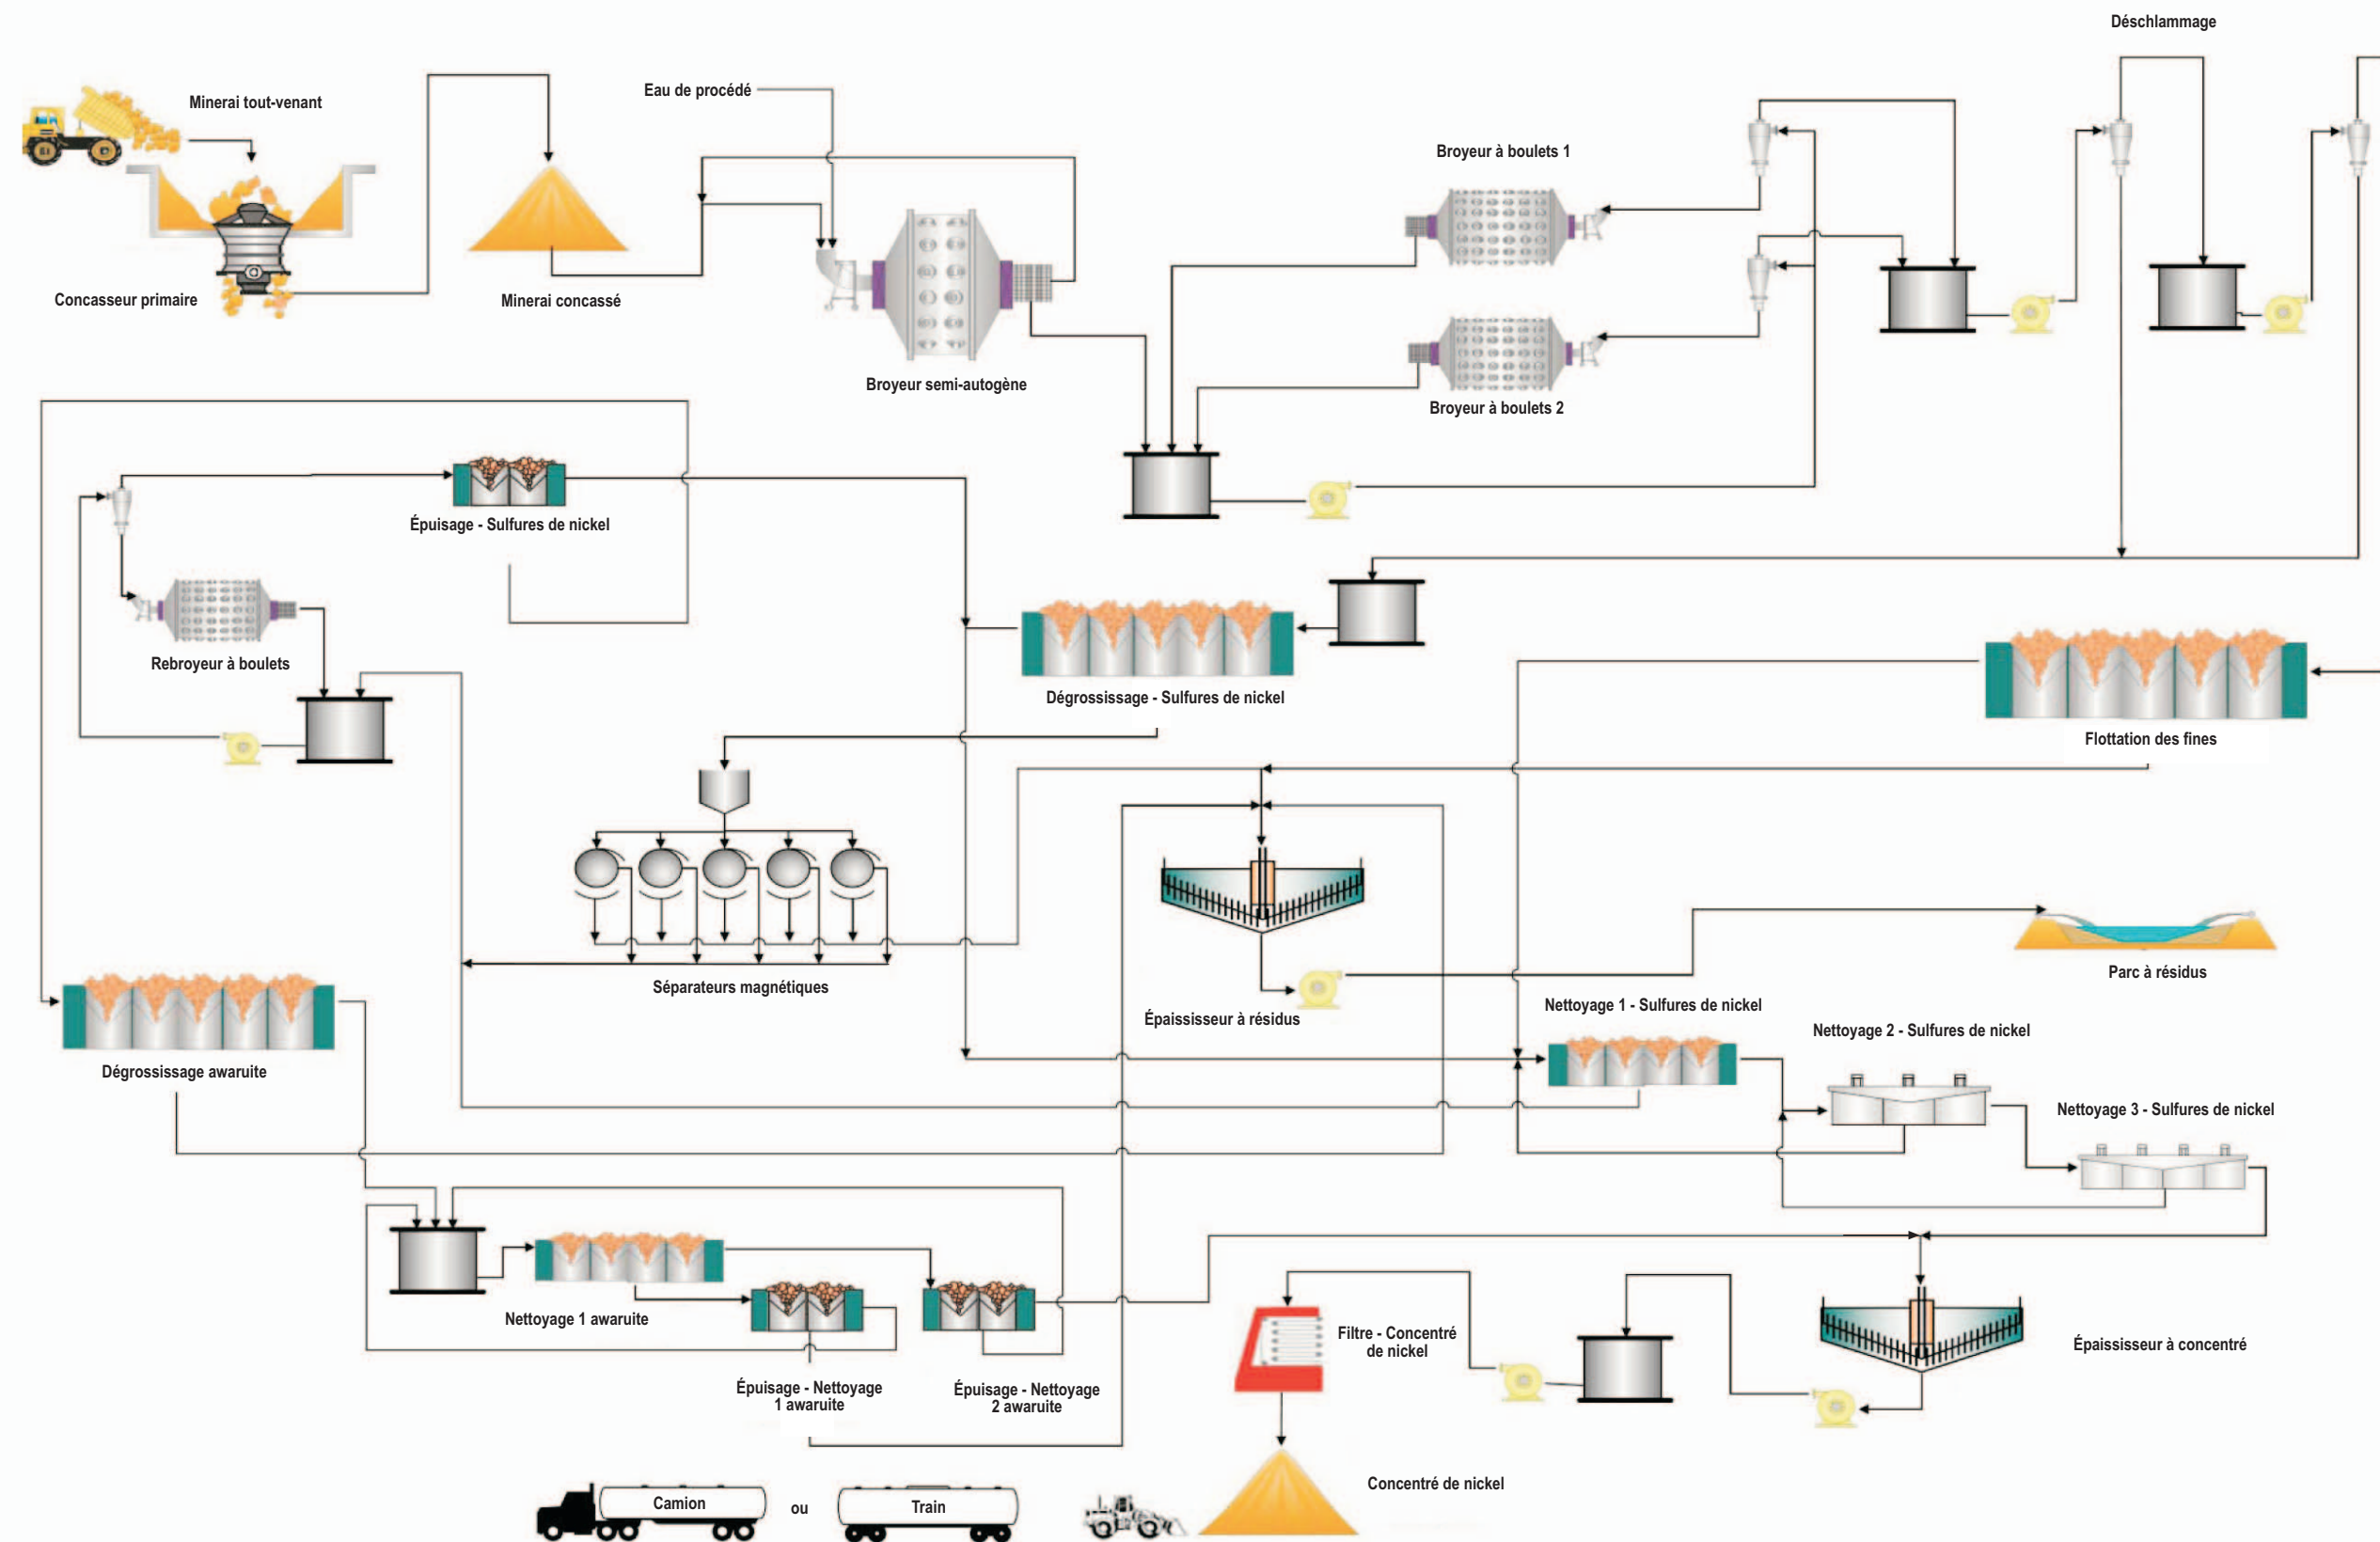 Déschlammage
Minerai tout-venant
Eau de procédé
Broyeur à boulets 1
Concasseur primaire
Minerai concassé
Broyeur semi-autogène
Broyeur à boulets 2
Épuisage - Sulfures de nickel
Rebroyeur à boulets
Dégrossissage - Sulfures de nickel
Flottation des fines
Séparateurs magnétiques
Parc à résidus
Épaississeur à résidus
Nettoyage 1 - Sulfures de nickel
Nettoyage 2 - Sulfures de nickel
Dégrossissage awaruite
Nettoyage 3 - Sulfures de nickel
Nettoyage 1 awaruite
Filtre - Concentré
de nickel
Épaississeur à concentré
Épuisage - Nettoyage
1 awaruite
Épuisage - Nettoyage
2 awaruite
Concentré de nickel
Camion
ou
Train